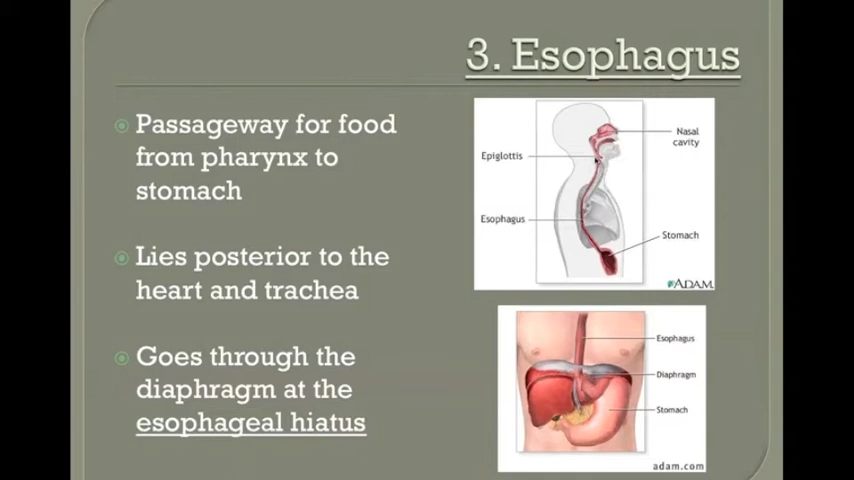 3. Esophagus
Passageway for food
from pharynx to
stomach
Lies posterior to the
heart and trachea
Goes through the
diaphragm at the
esophageal hiatus
Nasal
cavity
Epiglottis
Esophagus
Stomach
ADAM.
Esophagus
Diaphragm
Stomach
adam.com